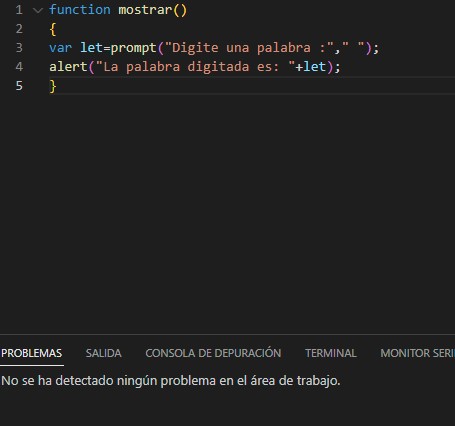 1 function mostrar()
2 {
3 var let=prompt("Digite una palabra :"," ");
4 alert("La palabra digitada es: "+let);
5 }
PROBLEMAS SALIDA CONSOLA DE DEPURACIÓN TERMINAL MONITOR SERI
No se ha detectado ningún problema en el área de trabajo.